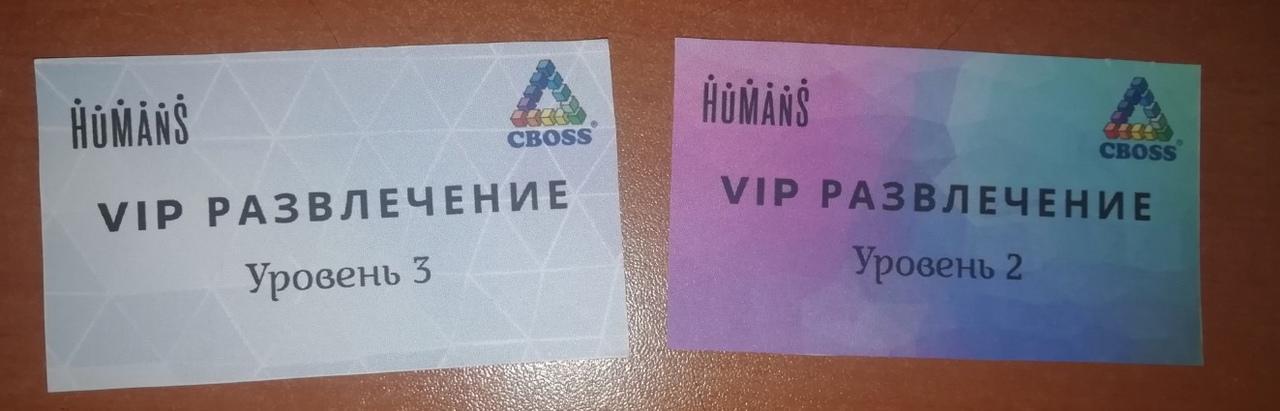 HUMANS
CBOSS®
VIP РАЗВЛЕЧЕНИЕ
Уровень 3
HUMANS
CBOSS®
VIP РАЗВЛЕЧЕНИЕ
Уровень 2